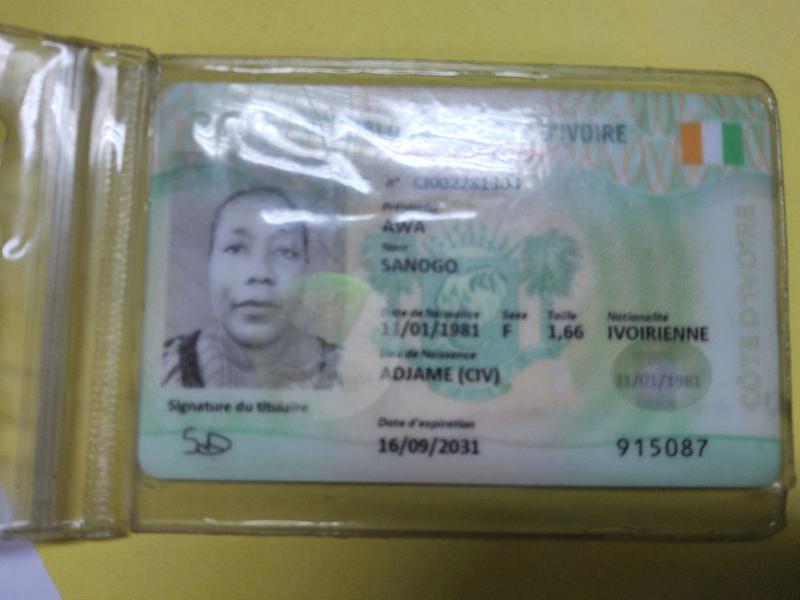 D'IVOIRE
n° CI002281304
AWA
Nom
SANOGO
Date de Naissance Sexe Taille Nationalité
11/01/1981 F 1,66 IVOIRIENNE
Lieu de Naissance
ADJAME (CIV)
11/01/1981
CÔTE D'IVOIRE
Signature du titulaire
Date d'expiration
16/09/2031
915087